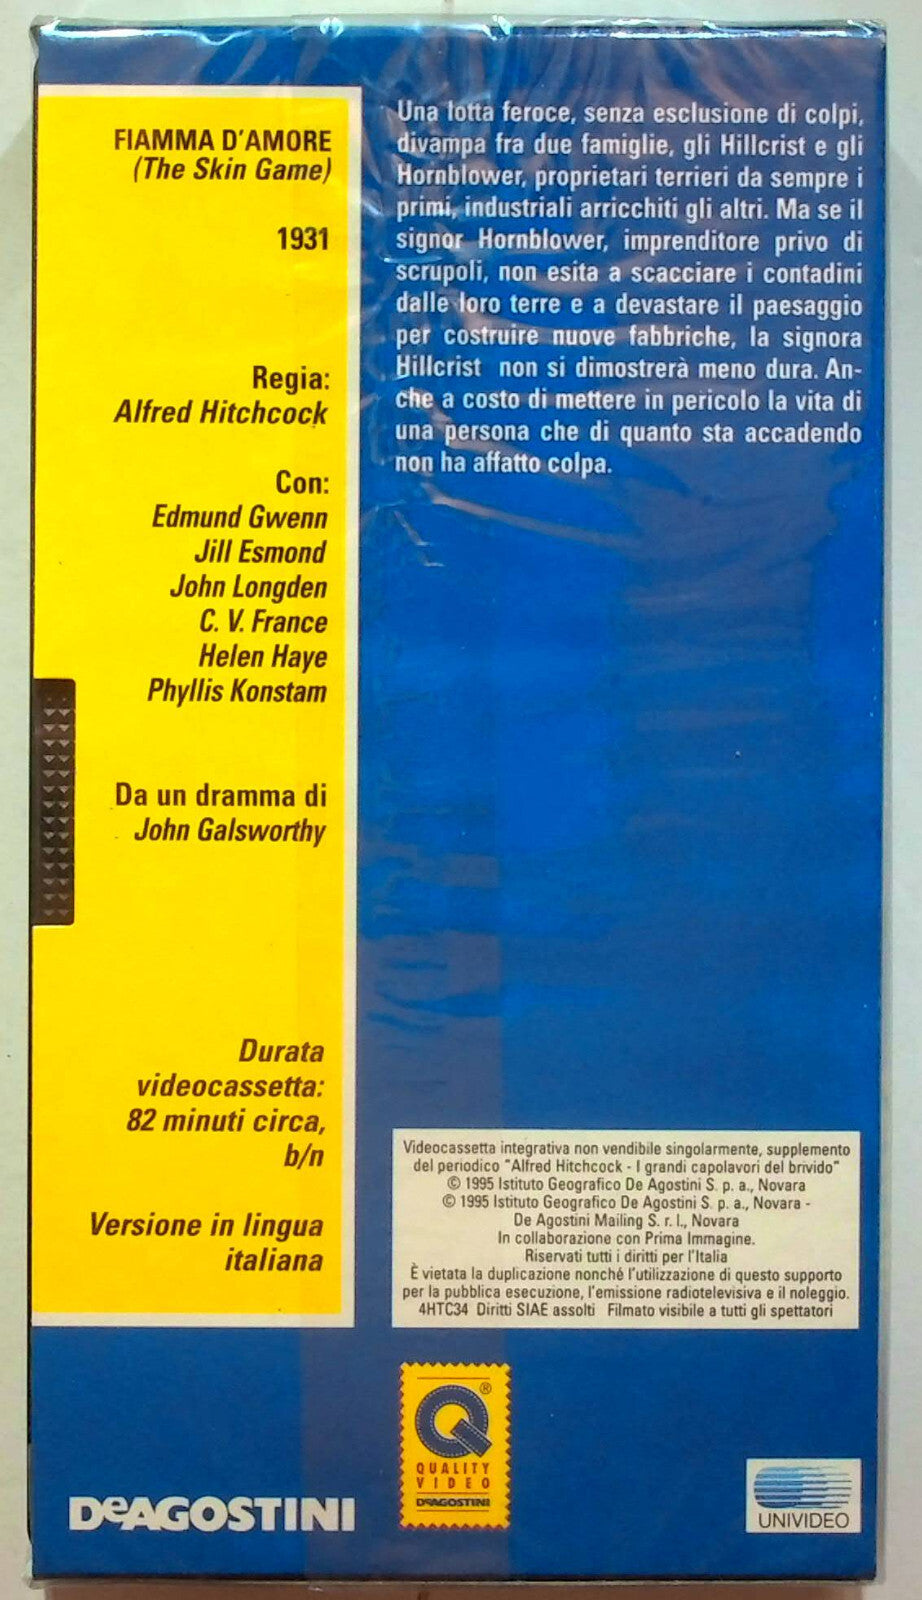 FIAMMA D'AMORE
(The Skin Game)
1931
Regia:
Alfred Hitchcock
Con:
Edmund Gwenn
Jill Esmond
John Longden
C. V. France
Helen Haye
Phyllis Konstam
Da un dramma di
John Galsworthy
Durata
videocassetta:
82 minuti circa,
b/n
Versione in lingua
italiana
Una lotta feroce, senza esclusione di colpi,
divampa fra due famiglie, gli Hillcrist e gli
Hornblower, proprietari terrieri da sempre i
primi, industriali arricchiti gli altri. Ma se il
signor Hornblower, imprenditore privo di
scrupoli, non esita a scacciare i contadini
dalle loro terre e a devastare il paesaggio
per costruire nuove fabbriche, la signora
Hillcrist non si dimostrerà meno dura. An-
che a costo di mettere in pericolo la vita di
una persona che di quanto sta accadendo
non ha affatto colpa.
Videocassetta integrativa non vendibile singolarmente, supplemento
del periodico "Alfred Hitchcock - I grandi capolavori del brivido"
© 1995 Istituto Geografico De Agostini S. p. a., Novara
© 1995 Istituto Geografico De Agostini S. p. a., Novara -
De Agostini Mailing S. r. l., Novara
In collaborazione con Prima Immagine.
Riservati tutti i diritti per l'Italia
È vietata la duplicazione nonché l'utilizzazione di questo supporto
per la pubblica esecuzione, l'emissione radiotelevisiva e il noleggio.
4HTC34 Diritti SIAE assolti Filmato visibile a tutti gli spettatori
DeAGOSTINI
Q®
QUALITY
VIDEO
DeAGOSTINI
UNIVIDEO